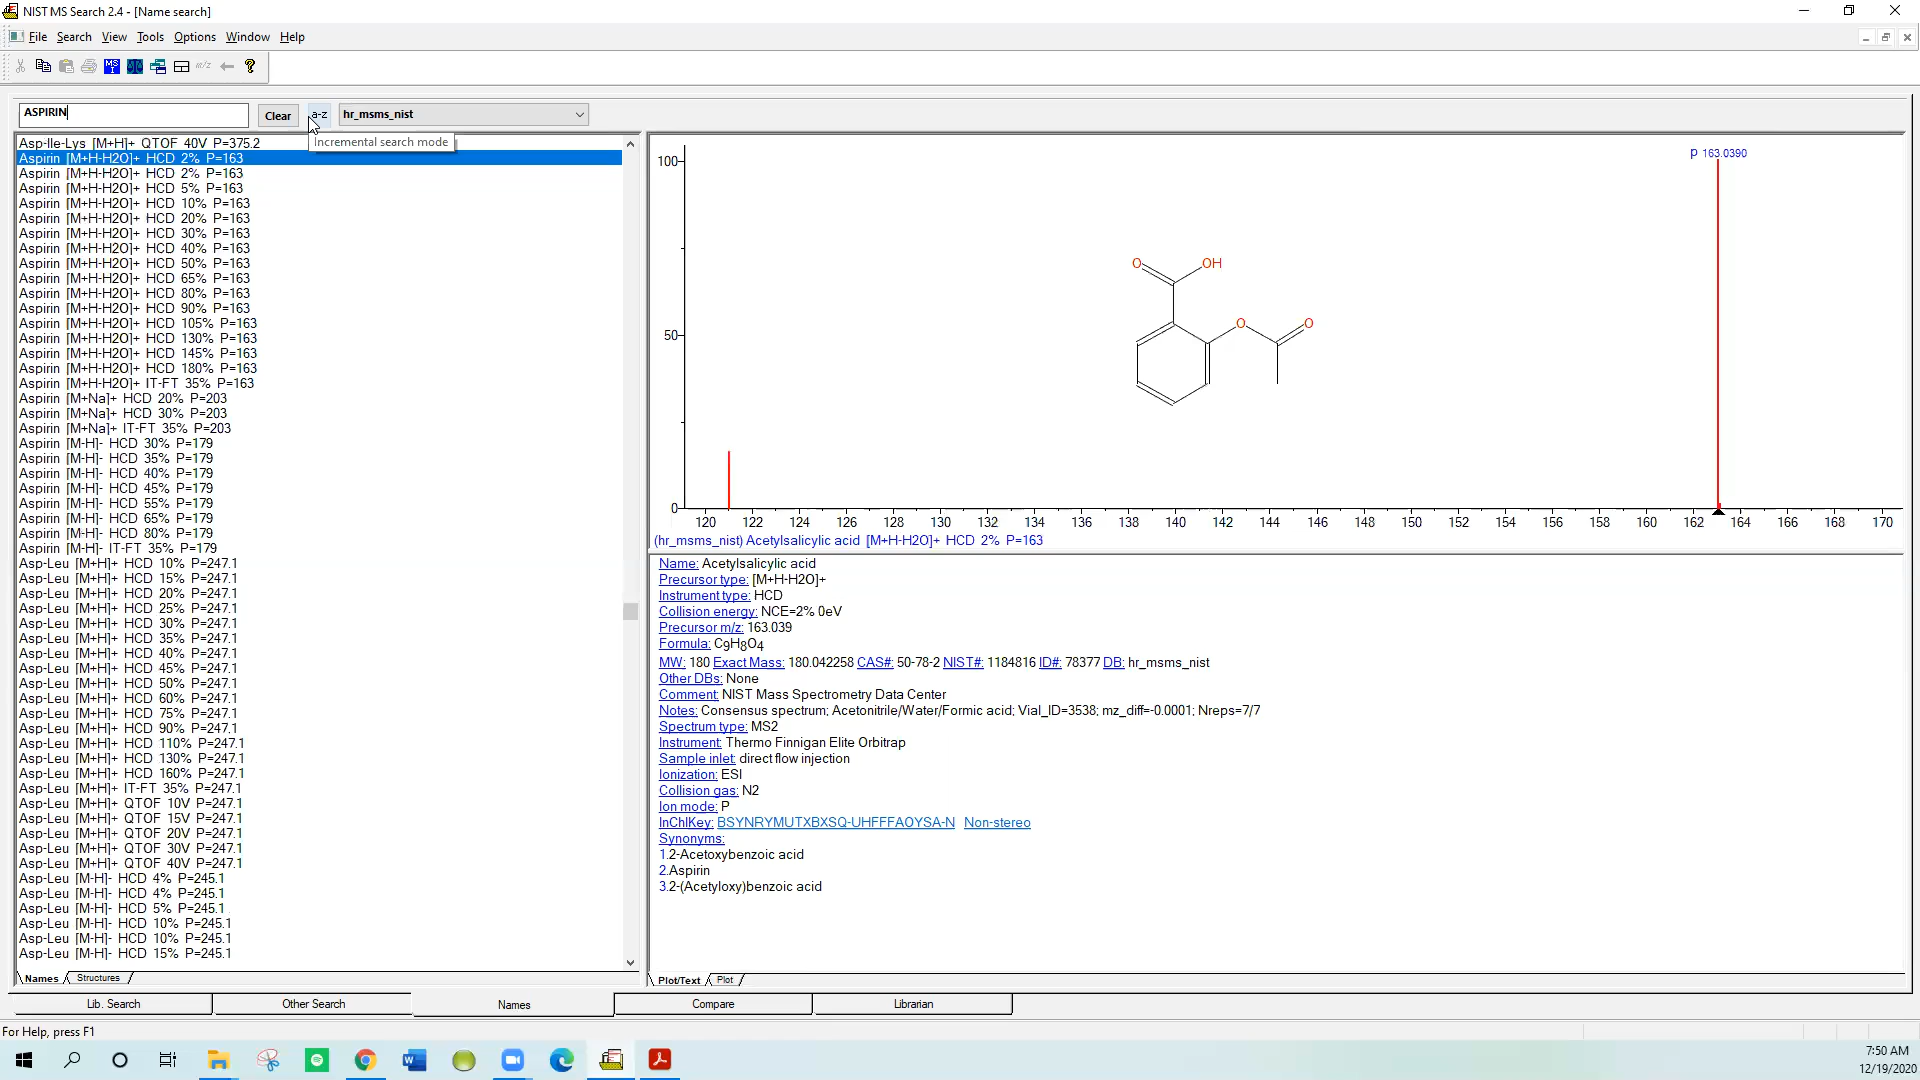 NIST MS Search 2.4 - [Name search]
File Search View Tools Options Window Help
MS
m/z
ASPIRIN
Clear
a-z
hr_msms_nist
Incremental search mode
Asp-Ile-Lys [M+H]+ QTOF 40V P=375.2
Aspirin [M+H-H2O]+ HCD 2% P=163
Aspirin [M+H-H2O]+ HCD 2% P=163
Aspirin [M+H-H2O]+ HCD 5% P=163
Aspirin [M+H-H2O]+ HCD 10% P=163
Aspirin [M+H-H2O]+ HCD 20% P=163
Aspirin [M+H-H2O]+ HCD 30% P=163
Aspirin [M+H-H2O]+ HCD 40% P=163
Aspirin [M+H-H2O]+ HCD 50% P=163
Aspirin [M+H-H2O]+ HCD 65% P=163
Aspirin [M+H-H2O]+ HCD 80% P=163
Aspirin [M+H-H2O]+ HCD 90% P=163
Aspirin [M+H-H2O]+ HCD 105% P=163
Aspirin [M+H-H2O]+ HCD 130% P=163
Aspirin [M+H-H2O]+ HCD 145% P=163
Aspirin [M+H-H2O]+ HCD 180% P=163
Aspirin [M+H-H2O]+ IT-FT 35% P=163
Aspirin [M+Na]+ HCD 20% P=203
Aspirin [M+Na]+ HCD 30% P=203
Aspirin [M+Na]+ IT-FT 35% P=203
Aspirin [M-H]- HCD 30% P=179
Aspirin [M-H]- HCD 35% P=179
Aspirin [M-H]- HCD 40% P=179
Aspirin [M-H]- HCD 45% P=179
Aspirin [M-H]- HCD 55% P=179
Aspirin [M-H]- HCD 65% P=179
Aspirin [M-H]- HCD 80% P=179
Aspirin [M-H]- IT-FT 35% P=179
Asp-Leu [M+H]+ HCD 10% P=247.1
Asp-Leu [M+H]+ HCD 15% P=247.1
Asp-Leu [M+H]+ HCD 20% P=247.1
Asp-Leu [M+H]+ HCD 25% P=247.1
Asp-Leu [M+H]+ HCD 30% P=247.1
Asp-Leu [M+H]+ HCD 35% P=247.1
Asp-Leu [M+H]+ HCD 40% P=247.1
Asp-Leu [M+H]+ HCD 45% P=247.1
Asp-Leu [M+H]+ HCD 50% P=247.1
Asp-Leu [M+H]+ HCD 60% P=247.1
Asp-Leu [M+H]+ HCD 75% P=247.1
Asp-Leu [M+H]+ HCD 90% P=247.1
Asp-Leu [M+H]+ HCD 110% P=247.1
Asp-Leu [M+H]+ HCD 130% P=247.1
Asp-Leu [M+H]+ HCD 160% P=247.1
Asp-Leu [M+H]+ IT-FT 35% P=247.1
Asp-Leu [M+H]+ QTOF 10V P=247.1
Asp-Leu [M+H]+ QTOF 15V P=247.1
Asp-Leu [M+H]+ QTOF 20V P=247.1
Asp-Leu [M+H]+ QTOF 30V P=247.1
Asp-Leu [M+H]+ QTOF 40V P=247.1
Asp-Leu [M-H]- HCD 4% P=245.1
Asp-Leu [M-H]- HCD 4% P=245.1
Asp-Leu [M-H]- HCD 5% P=245.1
Asp-Leu [M-H]- HCD 10% P=245.1
Asp-Leu [M-H]- HCD 10% P=245.1
Asp-Leu [M-H]- HCD 15% P=245.1
Names Structures
p 163.0390
100
50
0
O OH
O O
120 122 124 126 128 130 132 134 136 138 140 142 144 146 148 150 152 154 156 158 160 162 164 166 168 170
(hr_msms_nist) Acetylsalicylic acid [M+H-H2O]+ HCD 2% P=163
Name: Acetylsalicylic acid
Precursor type: [M+H-H2O]+
Instrument type: HCD
Collision energy: NCE=2% 0eV
Precursor m/z: 163.039
Formula: C9H8O4
MW: 180 Exact Mass: 180.042258 CAS#: 50-78-2 NIST#: 1184816 ID#: 78377 DB: hr_msms_nist
Other DBs: None
Comment: NIST Mass Spectrometry Data Center
Notes: Consensus spectrum; Acetonitrile/Water/Formic acid; Vial_ID=3538; mz_diff=-0.0001; Nreps=7/7
Spectrum type: MS2
Instrument: Thermo Finnigan Elite Orbitrap
Sample inlet: direct flow injection
Ionization: ESI
Collision gas: N2
Ion mode: P
InChIKey: BSYNRYMUTXBXSQ-UHFFFAOYSA-N Non-stereo
Synonyms:
1.2-Acetoxybenzoic acid
2.Aspirin
3.2-(Acetyloxy)benzoic acid
Plot/Text Plot
Lib. Search Other Search Names Compare Librarian
For Help, press F1
7:50 AM
12/19/2020